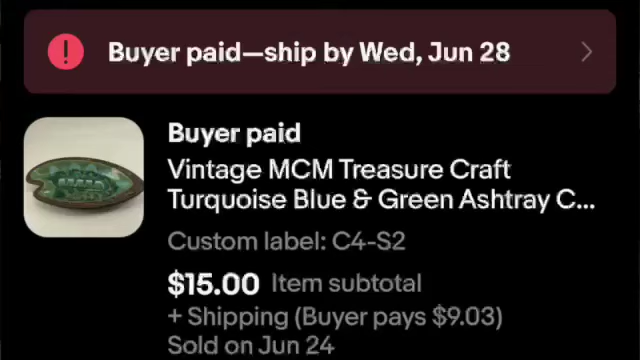 Buyer paid—ship by Wed, Jun 28
Buyer paid
Vintage MCM Treasure Craft
Turquoise Blue & Green Ashtray C...
Custom label: C4-S2
$15.00 Item subtotal
+ Shipping (Buyer pays $9.03)
Sold on Jun 24